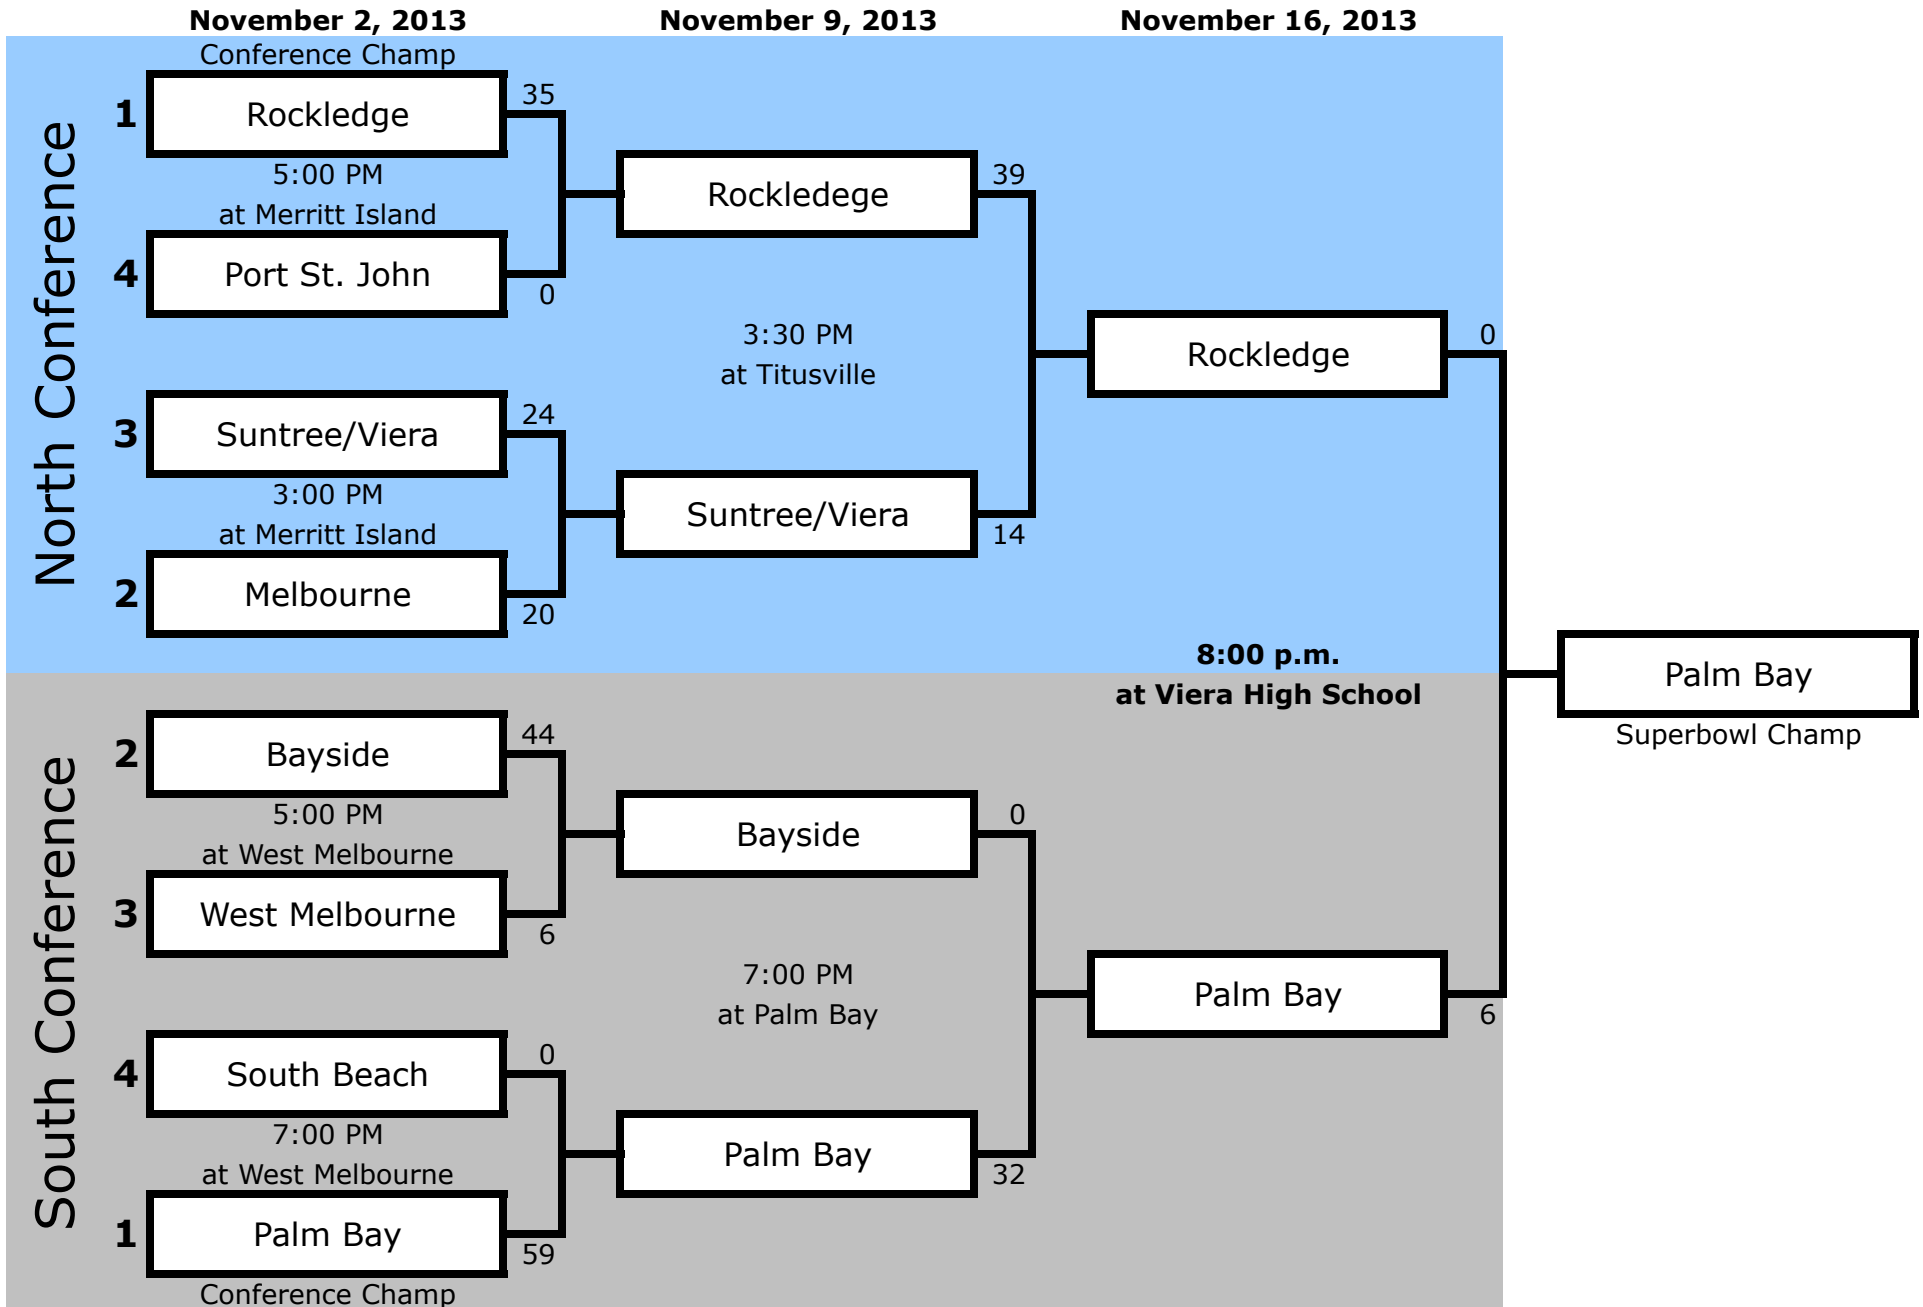 November 2, 2013
November 9, 2013
November 16, 2013
North Conference
Conference Champ
1
Rockledge
35
5:00 PM
at Merritt Island
4
Port St. John
0
3
Suntree/Viera
24
3:00 PM
at Merritt Island
2
Melbourne
20
Rockledege
39
3:30 PM
at Titusville
Suntree/Viera
14
Rockledge
0
8:00 p.m.
at Viera High School
South Conference
2
Bayside
44
5:00 PM
at West Melbourne
3
West Melbourne
6
4
South Beach
0
7:00 PM
at West Melbourne
1
Palm Bay
59
Conference Champ
Bayside
0
7:00 PM
at Palm Bay
Palm Bay
32
Palm Bay
6
Palm Bay
Superbowl Champ